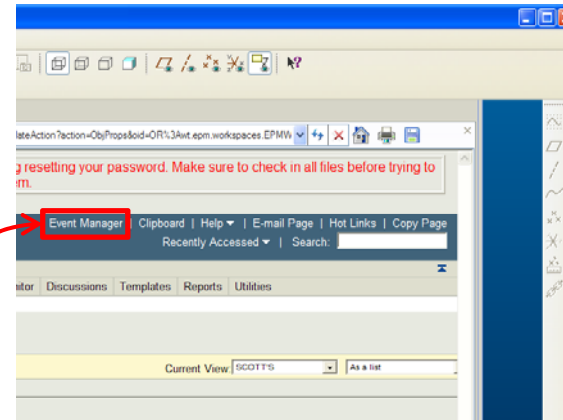 lateAction?action=ObjProps&oid=OR%3Awt.epm.workspaces.EPMW
g resetting your password. Make sure to check in all files before trying to
em.
Event Manager | Clipboard | Help | E-mail Page | Hot Links | Copy Page
Recently Accessed | Search:
nitor Discussions Templates Reports Utilities
Current View: SCOTT'S As a list